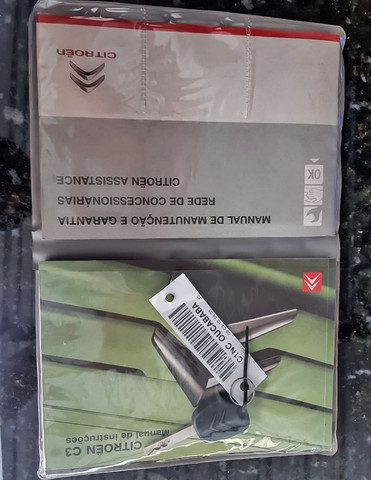 CITROËN
MANUAL DE MANUTENÇÃO E GARANTIA
REDE DE CONCESSIONÁRIAS
CITROËN ASSISTANCE
OK
CITROËN C3
Manual de instruções